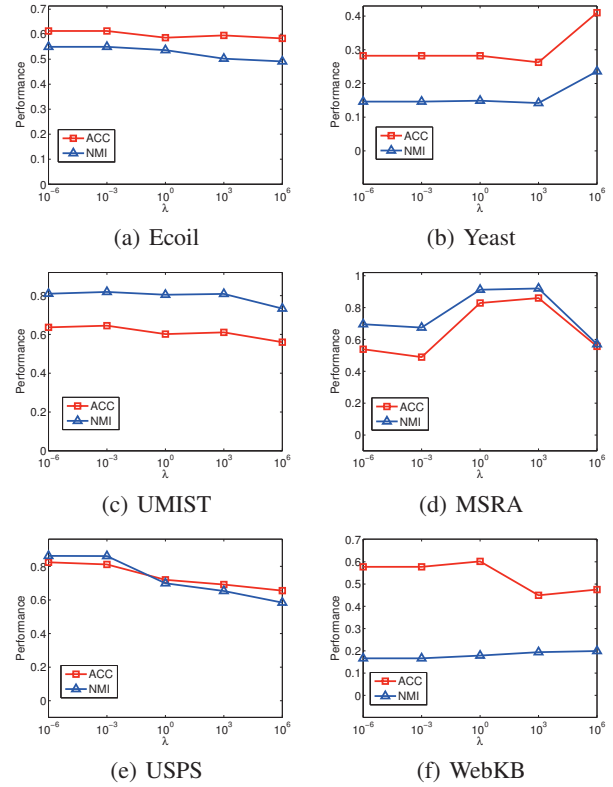 0.7
0.6
0.5
0.4
0.3
0.2
0.1
0
Performance
ACC
NMI
10^-6 10^-3 10^0 10^3 10^6
λ
(a) Ecoil
0.4
0.3
0.2
0.1
0
Performance
ACC
NMI
10^-6 10^-3 10^0 10^3 10^6
λ
(b) Yeast
0.8
0.6
0.4
0.2
0
Performance
ACC
NMI
10^-6 10^-3 10^0 10^3 10^6
λ
(c) UMIST
1
0.8
0.6
0.4
0.2
0
Performance
ACC
NMI
10^-6 10^-3 10^0 10^3 10^6
λ
(d) MSRA
0.8
0.6
0.4
0.2
0
Performance
ACC
NMI
10^-6 10^-3 10^0 10^3 10^6
λ
(e) USPS
0.7
0.6
0.5
0.4
0.3
0.2
0.1
0
Performance
ACC
NMI
10^-6 10^-3 10^0 10^3 10^6
λ
(f) WebKB